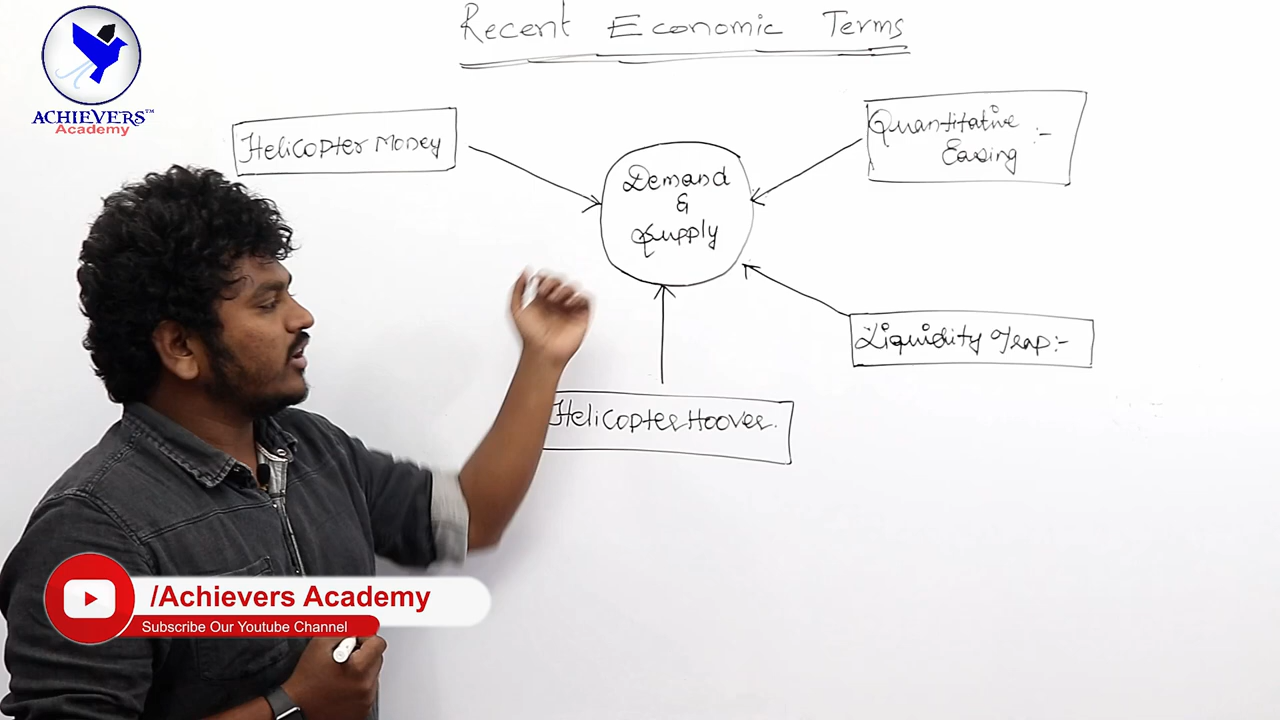 Recent Economic Terms
ACHIEVERS™
Academy
Helicopter Money
Quantitative :-
Easing
Demand
&
Supply
Liquidity Trap:-
Helicopter Hoover.
/Achievers Academy
Subscribe Our Youtube Channel